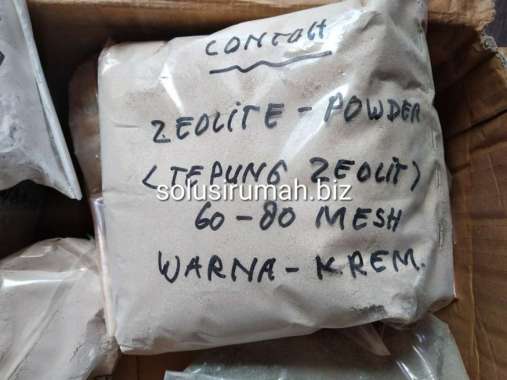 CONTOH
ZEOLITE - POWDER
(TEPUNG ZEOLIT)
solusirumah.biz
60-80 MESH
WARNA - KREM.